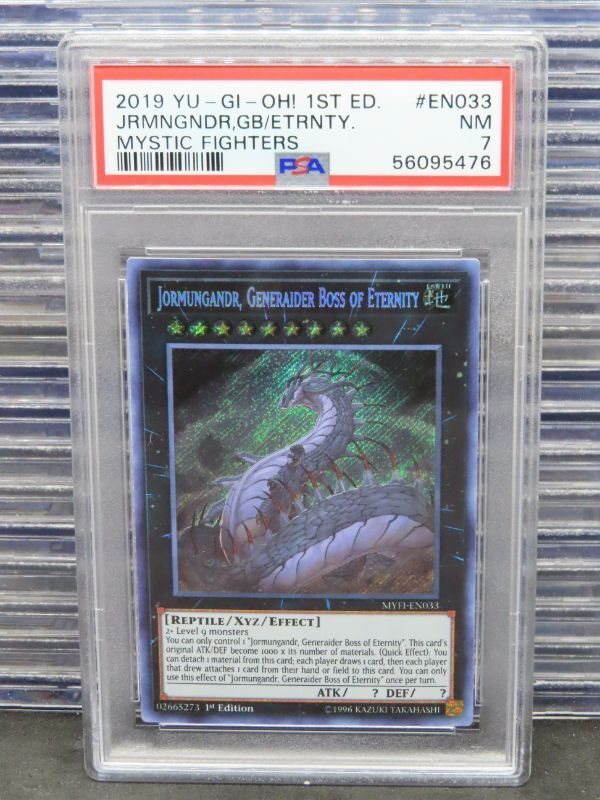 2019 YU-GI-OH! 1ST ED. #EN033
JRMNGNDR,GB/ETRNTY. NM
MYSTIC FIGHTERS 7
PSA 56095476
JORMUNGANDR, GENERAIDER BOSS OF ETERNITY
EARTH
地
MYFI-EN033
[REPTILE/XYZ/EFFECT]
2+ Level 9 monsters
You can only control 1 "Jormungandr, Generaider Boss of Eternity". This card's
original ATK/DEF become 1000 x its number of materials. (Quick Effect): You
can detach 1 material from this card; each player draws 1 card, then each player
that drew attaches 1 card from their hand or field to this card. You can only
use this effect of "Jormungandr, Generaider Boss of Eternity" once per turn.
ATK/ ? DEF/ ?
02665273 1st Edition ©1996 KAZUKI TAKAHASHI